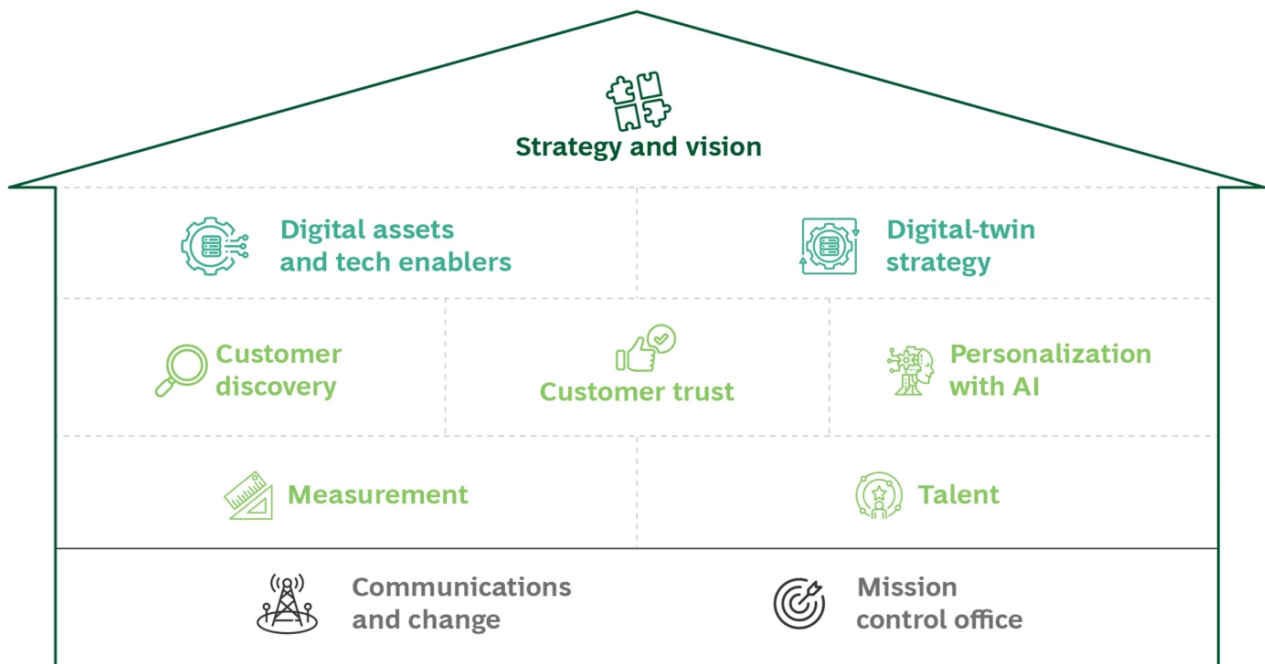 Strategy and vision
Digital assets
and tech enablers
Digital-twin
strategy
Customer
discovery
Customer trust
Personalization
with AI
Measurement
Talent
Communications
and change
Mission
control office